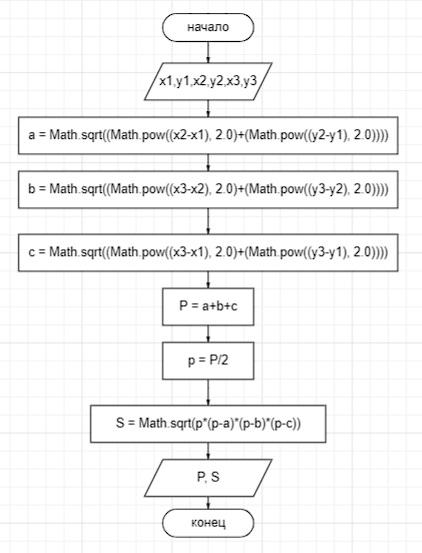 начало
x1,y1,x2,y2,x3,y3
a = Math.sqrt((Math.pow((x2-x1), 2.0)+(Math.pow((y2-y1), 2.0))))
b = Math.sqrt((Math.pow((x3-x2), 2.0)+(Math.pow((y3-y2), 2.0))))
c = Math.sqrt((Math.pow((x3-x1), 2.0)+(Math.pow((y3-y1), 2.0))))
P = a+b+c
p = P/2
S = Math.sqrt(p*(p-a)*(p-b)*(p-c))
P, S
конец